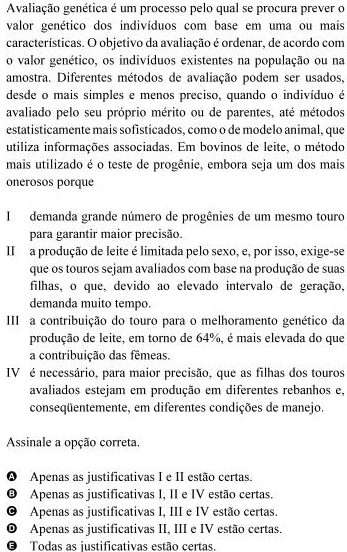 Avaliação genética é um processo pelo qual se procura prever o
valor genético dos indivíduos com base em uma ou mais
características. O objetivo da avaliação é ordenar, de acordo com
o valor genético, os indivíduos existentes na população ou na
amostra. Diferentes métodos de avaliação podem ser usados,
desde o mais simples e menos preciso, quando o indivíduo é
avaliado pelo seu próprio mérito ou de parentes, até métodos
estatisticamente mais sofisticados, como o de modelo animal, que
utiliza informações associadas. Em bovinos de leite, o método
mais utilizado é o teste de progênie, embora seja um dos mais
onerosos porque
I demanda grande número de progênies de um mesmo touro
para garantir maior precisão.
II a produção de leite é limitada pelo sexo, e, por isso, exige-se
que os touros sejam avaliados com base na produção de suas
filhas, o que, devido ao elevado intervalo de geração,
demanda muito tempo.
III a contribuição do touro para o melhoramento genético da
produção de leite, em torno de 64%, é mais elevada do que
a contribuição das fêmeas.
IV é necessário, para maior precisão, que as filhas dos touros
avaliados estejam em produção em diferentes rebanhos e,
conseqüentemente, em diferentes condições de manejo.
Assinale a opção correta.
A Apenas as justificativas I e II estão certas.
B Apenas as justificativas I, II e IV estão certas.
C Apenas as justificativas I, III e IV estão certas.
D Apenas as justificativas II, III e IV estão certas.
E Todas as justificativas estão certas.